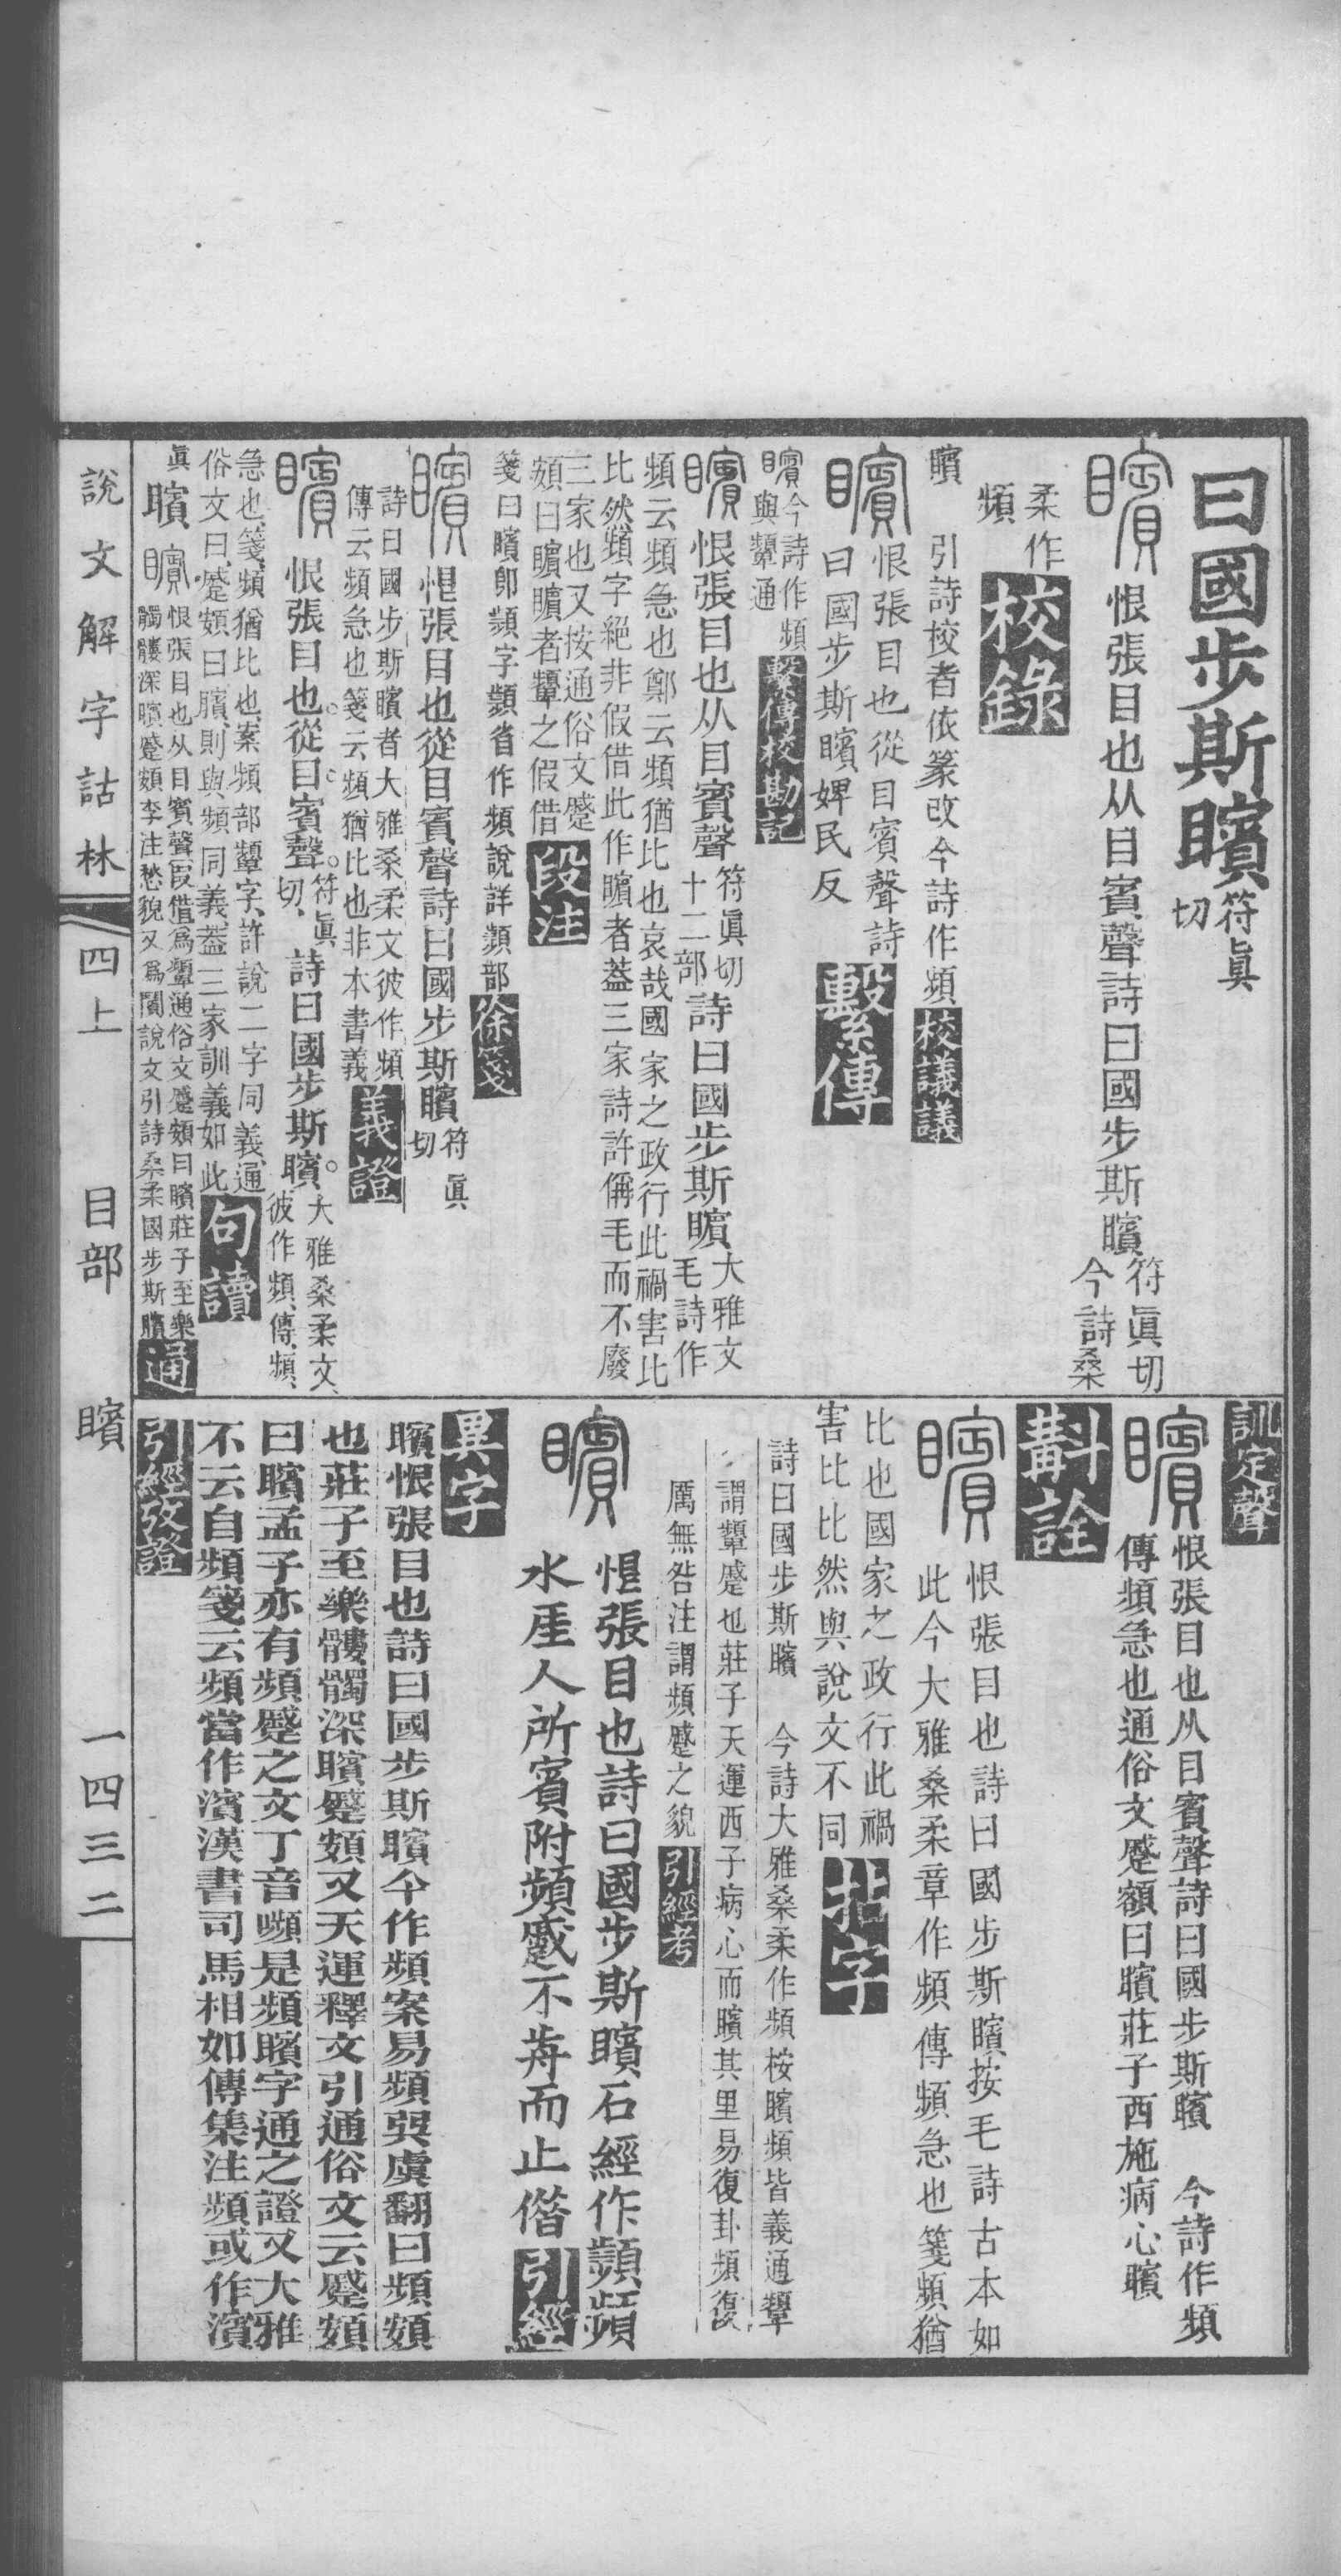 曰國步斯矉符眞切
矉恨張目也从目賓聲詩曰國步斯矉符眞切今詩桑
柔作頻校錄
矉 引詩校者依篆改今詩作頻校議議
矉恨張目也從目賓聲詩
曰國步斯矉婢民反繫傳
矉今詩作頻
與顰通繫傳校勘記
矉恨張目也从目賓聲符眞切十二部詩曰國步斯矉大雅文毛詩作
頻云頻急也鄭云頻猶比也哀哉國家之政行此禍害比
比然頻字絕非假借此作矉者葢三家詩許偁毛而不廢
三家也又按通俗文蹙
頞曰矉矉者顰之假借段注
箋曰矉卽顰字顰省作頻說詳頻部徐箋
矉恨張目也從目賓聲詩曰國步斯矉符眞切
詩曰國步斯矉者大雅桑柔文彼作頻
傳云頻急也箋云頻猶比也非本書義義證
矉恨張目也從目賓聲符眞切詩曰國步斯矉大雅桑柔文彼作頻傳頻
急也箋頻猶比也案頻部顰字許說二字同義通
俗文曰蹙頞曰矉則與頻同義葢三家訓義如此句讀
眞
矉矉恨張目也从目賓聲叚借爲顰通俗文蹙頞曰矉莊子至樂
髑髏深矉蹙頞李注愁貌又爲䦦說文引詩桑柔國步斯矉通
訓定聲
矉恨張目也从目賓聲詩曰國步斯矉 今詩作頻
傳頻急也通俗文蹙額曰矉莊子西施病心矉
斠詮
矉恨張目也詩曰國步斯矉按毛詩古本如
此今大雅桑柔章作頻傳頻急也箋頻猶
比也國家之政行此禍
害比比然與說文不同拈字
詩曰國步斯矉 今詩大雅桑柔作頻桉矉頻皆義通顰
謂顰蹙也莊子天運西子病心而矉其里易復卦頻復
厲無咎注謂頻蹙之貌引經考
矉恨張目也詩曰國步斯矉石經作頻頻
水厓人所賓附頻蹙不歬而止偕引經
異字
矉恨張目也詩曰國步斯矉今作頻案易頻巽虞翻曰頻頞
也莊子至樂髏髑深矉蹙頞又天運釋文引通俗文云蹙頞
曰矉孟子亦有頻蹙之文丁音嚬是頻矉字通之證又大雅
不云自頻箋云頻當作濱漢書司馬相如傳集注頻或作濱
引經攷證
說文解字詁林 四上 目部 矉 一四三二